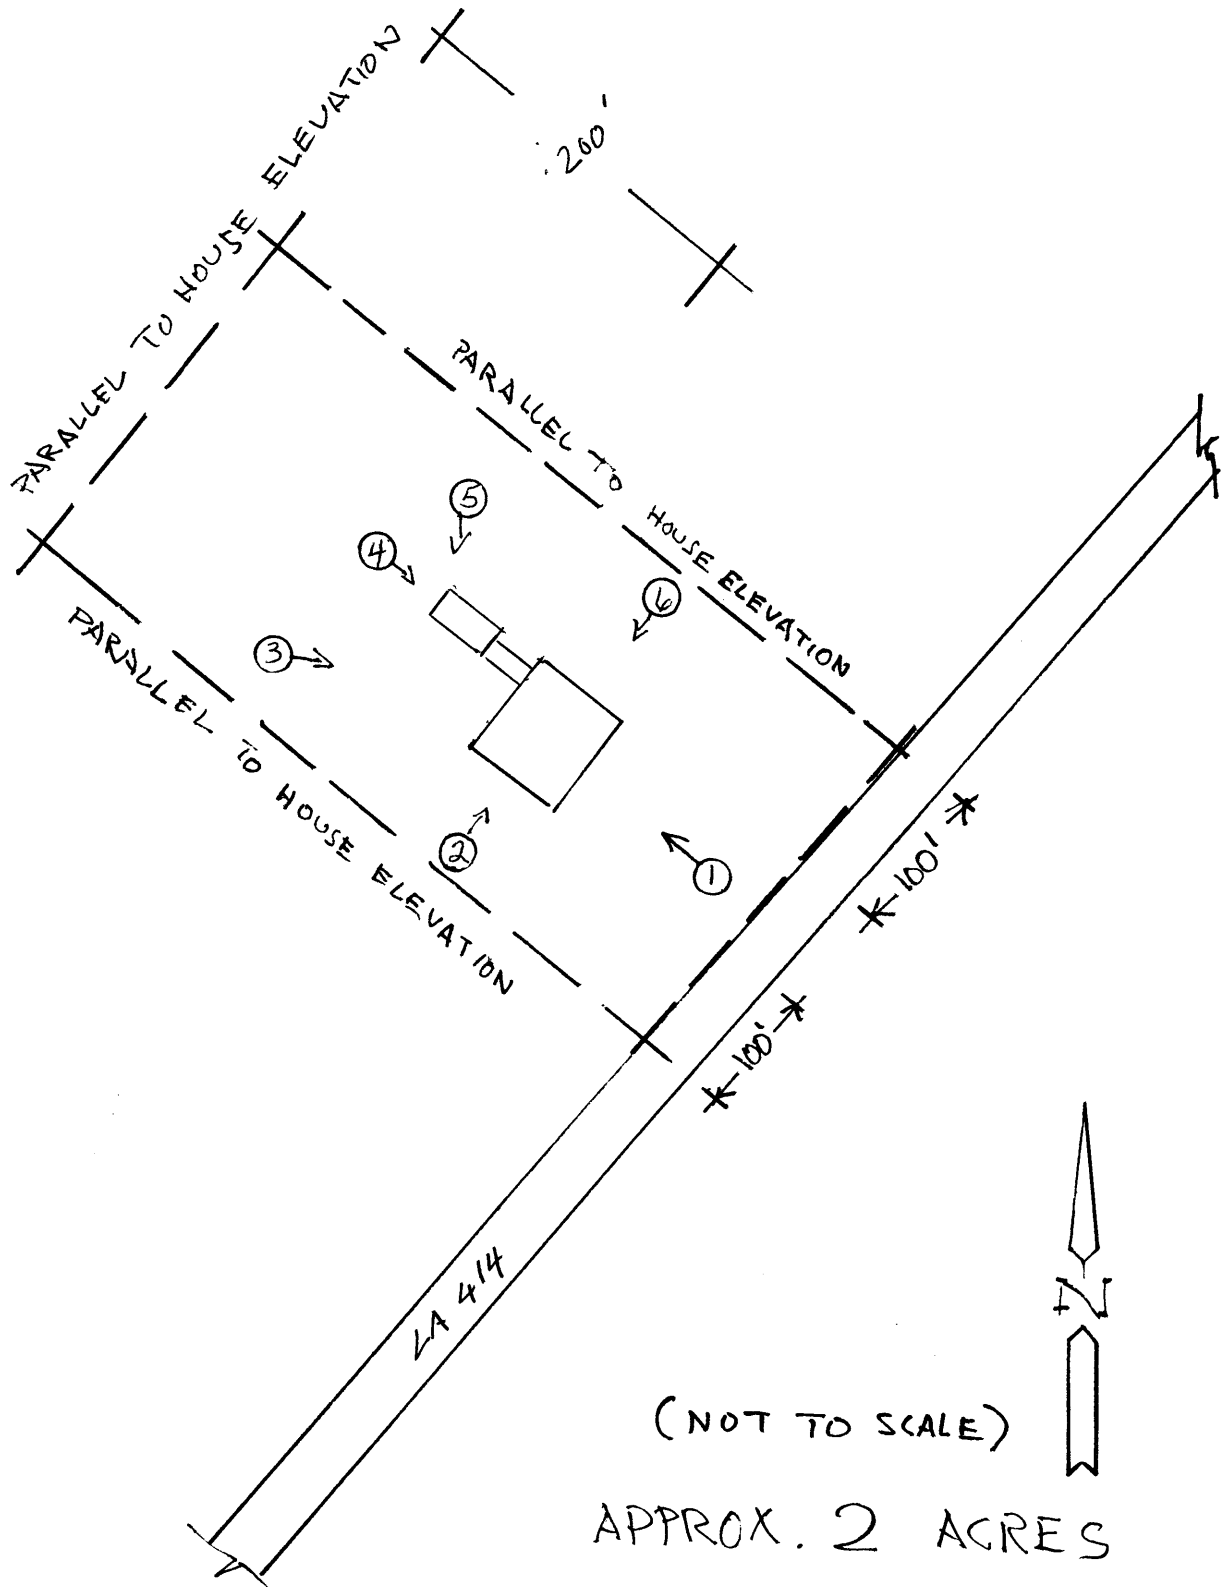 PARALLEL TO HOUSE ELEVATION
200'
PARALLEL TO HOUSE ELEVATION
5
4
6
3
PARALLEL TO HOUSE ELEVATION
2
1
100'
100'
LA 414
N
(NOT TO SCALE)
APPROX. 2 ACRES